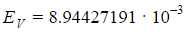 E_V = 8.94427191 · 10^{-3}